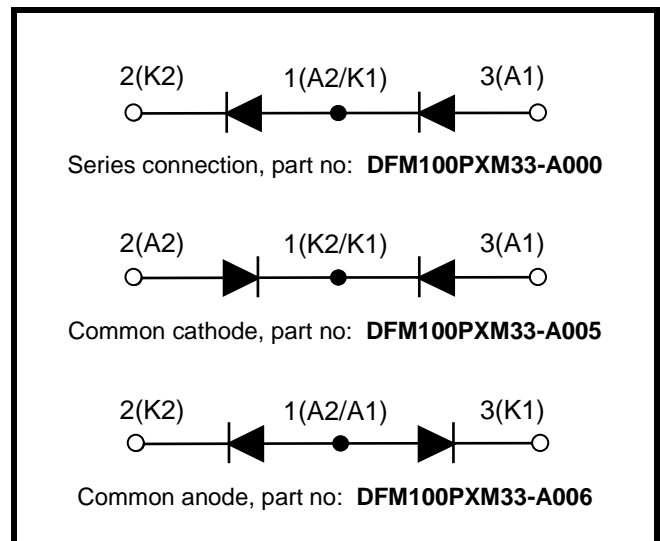 2(K2) 1(A2/K1) 3(A1)
Series connection, part no: DFM100PXM33-A000
2(A2) 1(K2/K1) 3(A1)
Common cathode, part no: DFM100PXM33-A005
2(K2) 1(A2/A1) 3(K1)
Common anode, part no: DFM100PXM33-A006